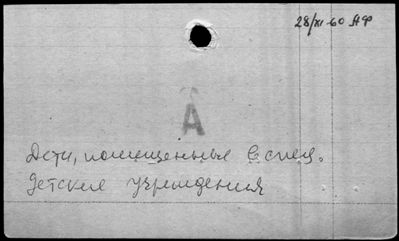 28/XI 60 АФ
А
Дети, помещенные в спец.
детские учреждения